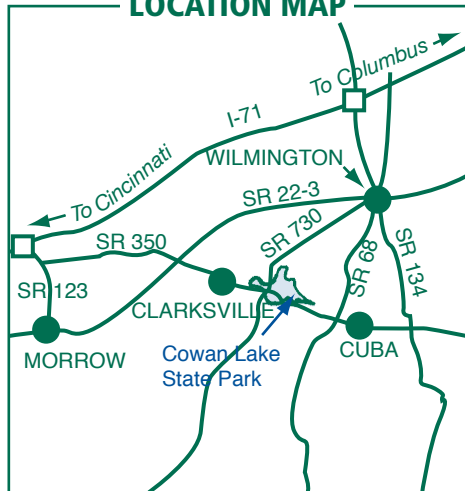 LOCATION MAP
To Columbus
I-71
WILMINGTON
To Cincinnati
SR 22-3
SR 730
SR 350
SR 68
SR 134
SR 123
CLARKSVILLE
MORROW
CUBA
Cowan Lake
State Park